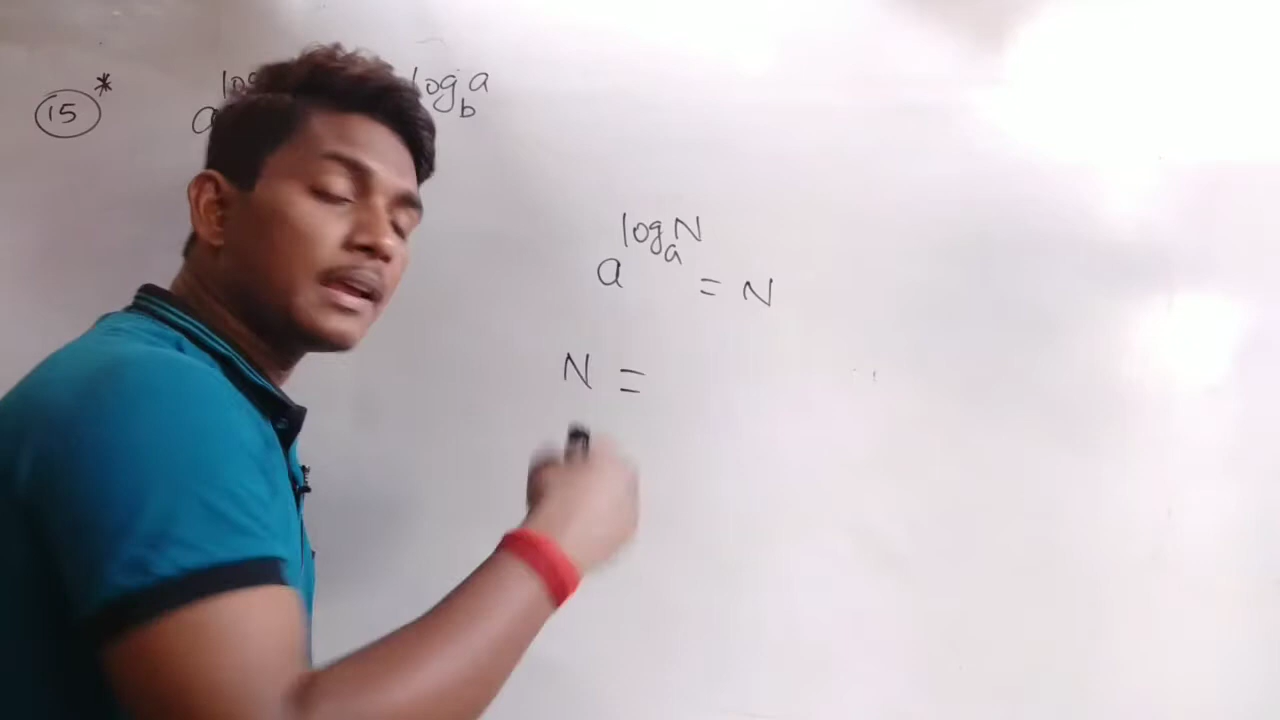 15 * a log_b a
a^{log_a N} = N
N =